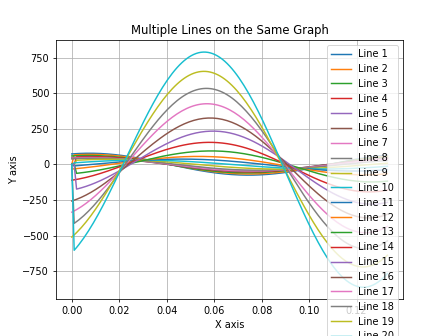 Multiple Lines on the Same Graph
Y axis
750
500
250
0
−250
−500
−750
0.00
0.02
0.04
0.06
0.08
0.10
X axis
Line 1
Line 2
Line 3
Line 4
Line 5
Line 6
Line 7
Line 8
Line 9
Line 10
Line 11
Line 12
Line 13
Line 14
Line 15
Line 16
Line 17
Line 18
Line 19
Line 20